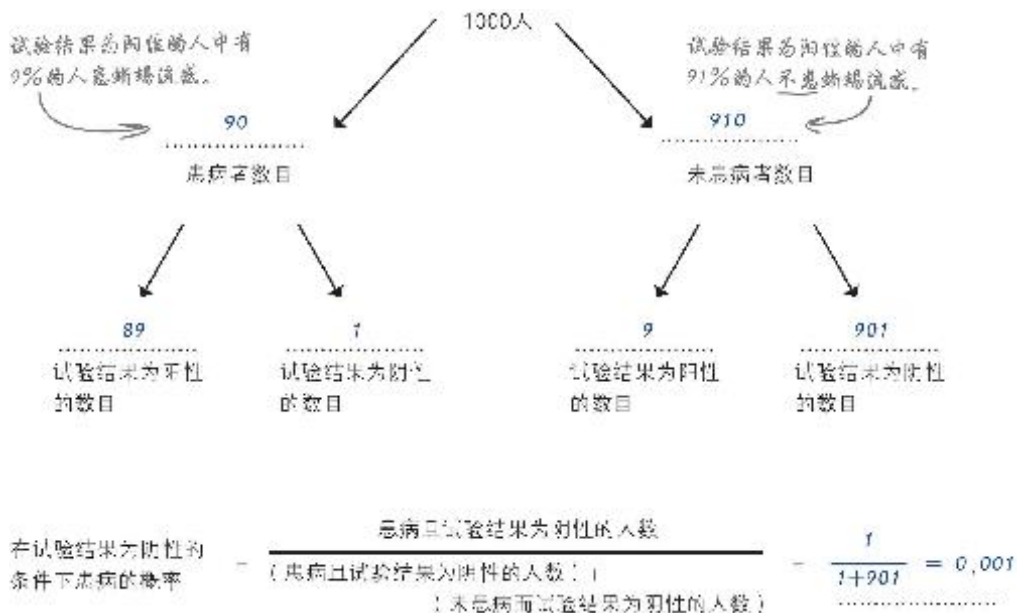 1000人
试验结果为阳性的人中有
9%的人患蜥蜴流感。
试验结果为阳性的人中有
91%的人不患蜥蜴流感。
90
910
患病者数目
未患病者数目
89
1
9
901
试验结果为阳性
的数目
试验结果为阴性
的数目
试验结果为阳性
的数目
试验结果为阴性
的数目
在试验结果为阴性的
条件下患病的概率
=
患病且试验结果为阴性的人数
(患病且试验结果为阴性的人数)+
(未患病而试验结果为阴性的人数)
=
1
1+901
= 0,001